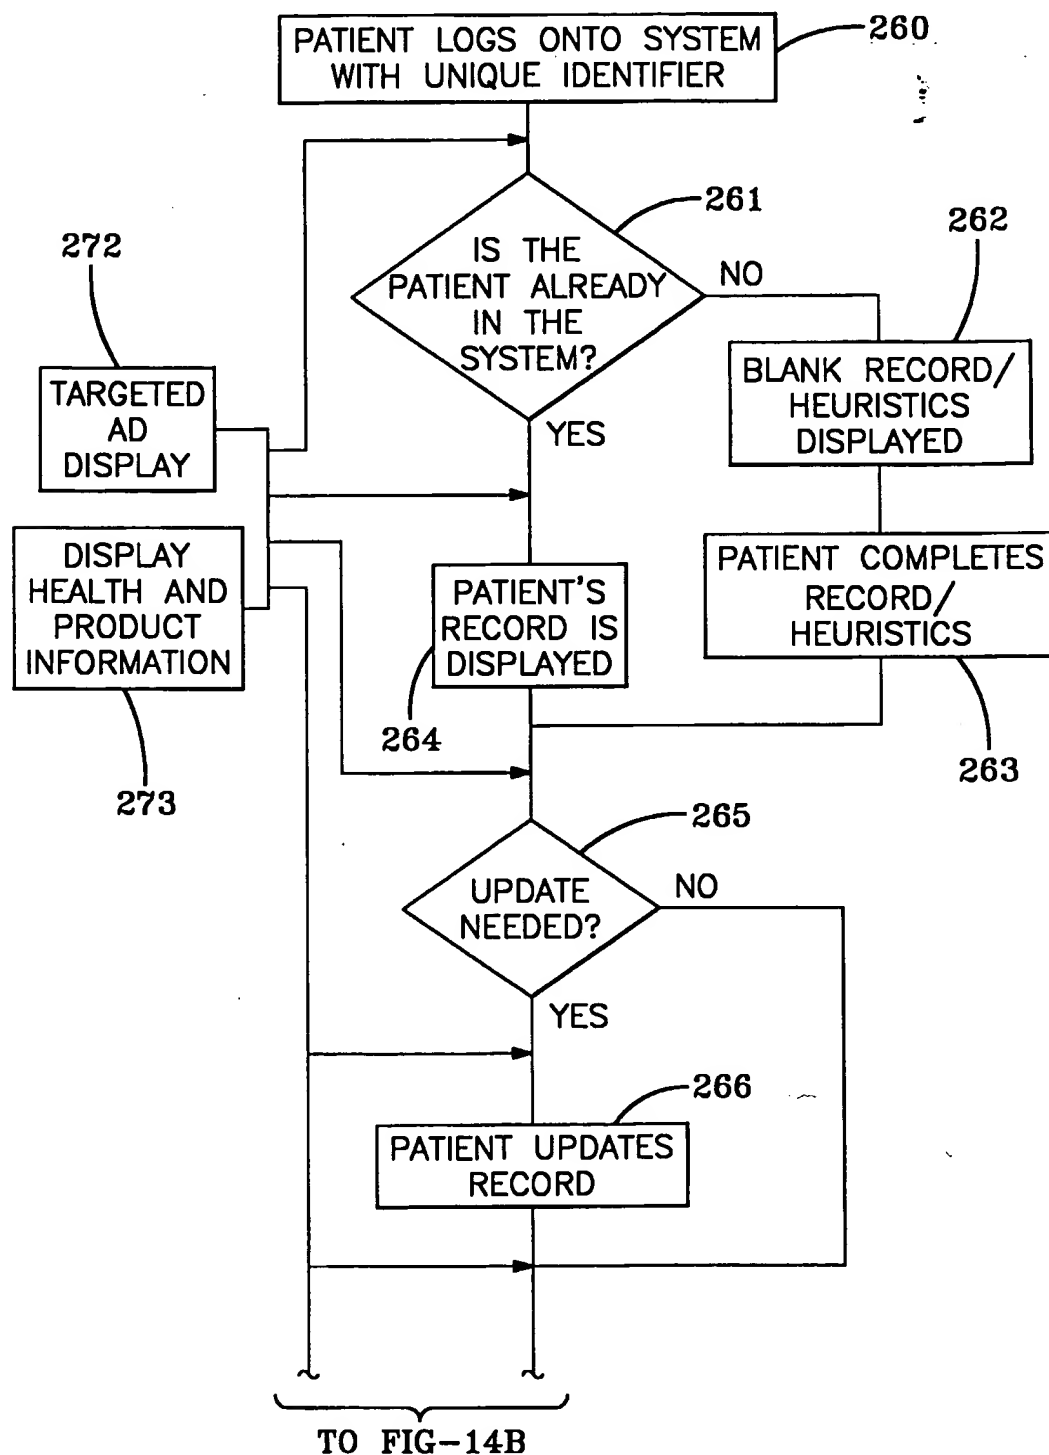 PATIENT LOGS ONTO SYSTEM
WITH UNIQUE IDENTIFIER
260
261
IS THE
PATIENT ALREADY
IN THE
SYSTEM?
NO
YES
262
BLANK RECORD/
HEURISTICS
DISPLAYED
272
TARGETED
AD
DISPLAY
DISPLAY
HEALTH AND
PRODUCT
INFORMATION
273
PATIENT'S
RECORD IS
DISPLAYED
264
PATIENT COMPLETES
RECORD/
HEURISTICS
263
265
UPDATE
NEEDED?
NO
YES
266
PATIENT UPDATES
RECORD
TO FIG-14B